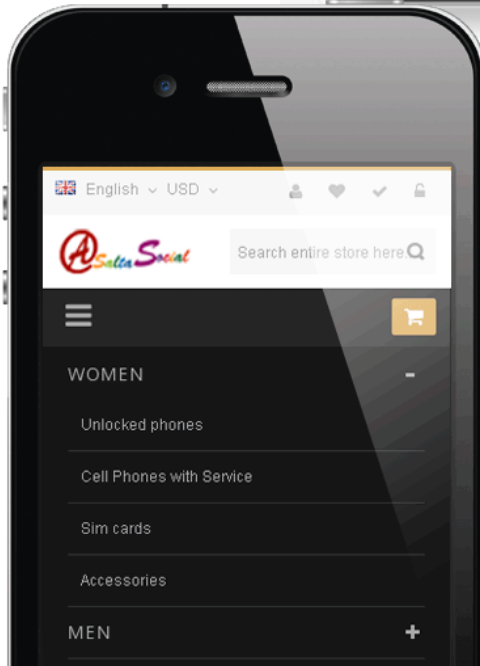 English USD
ASalta Social
Search entire store here.
WOMEN -
Unlocked phones
Cell Phones with Service
Sim cards
Accessories
MEN +